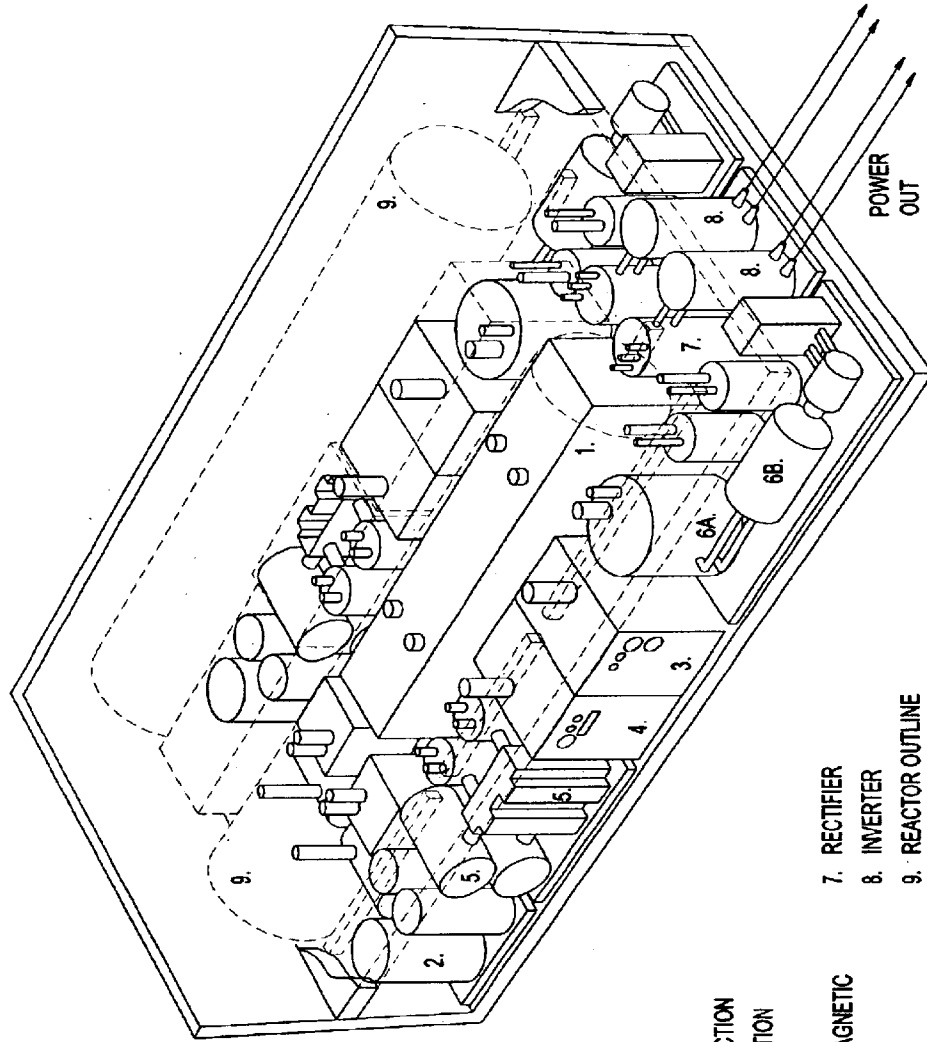 9.
9.
8.
8.
POWER
OUT
7.
1.
6A.
6B.
5.
5.
3.
4.
2.
CTION
TION
AGNETIC
7. RECTIFIER
8. INVERTER
9. REACTOR OUTLINE